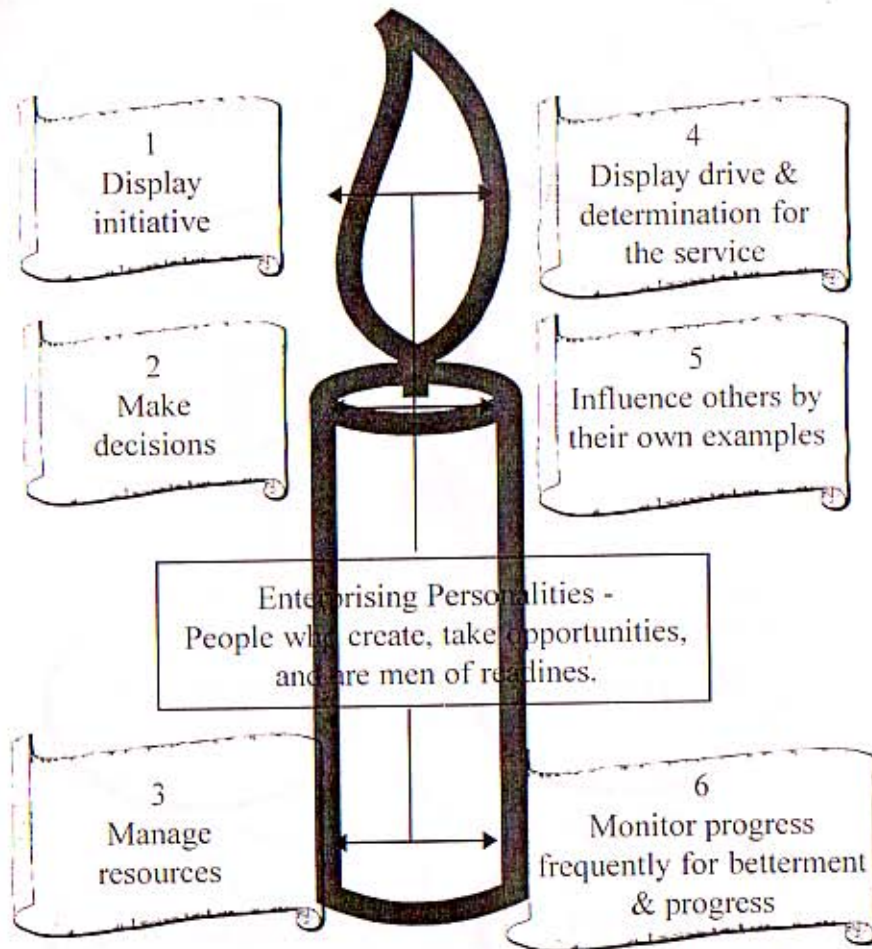 1
Display
initiative
2
Make
decisions
3
Manage
resources
4
Display drive &
determination for
the service
5
Influence others by
their own examples
6
Monitor progress
frequently for betterment
& progress
Enterprising Personalities -
People who create, take opportunities,
and are men of readines.